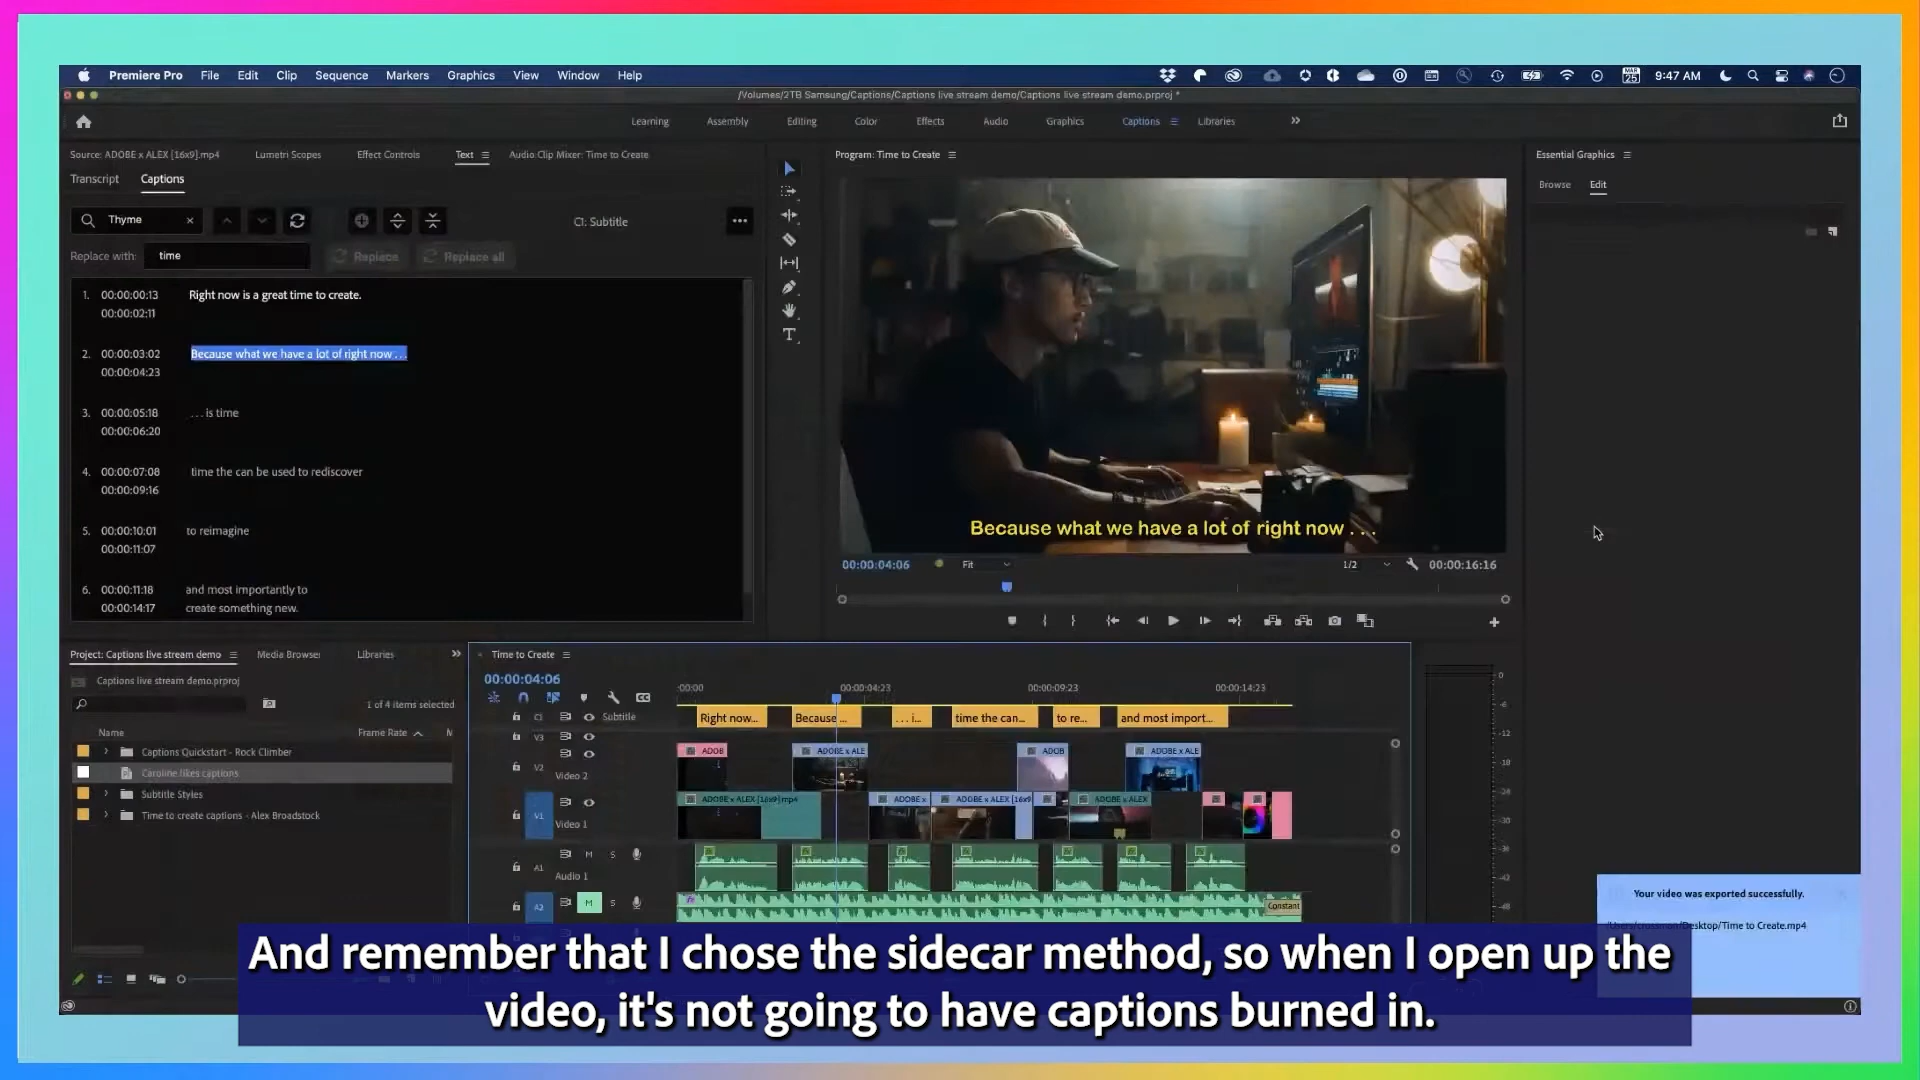 Premiere Pro File Edit Clip Sequence Markers Graphics View Window Help MAR 25 9:47 AM
/Volumes/2TB Samsung/Captions/Captions live stream demo/Captions live stream demo.prproj *
Learning Assembly Editing Color Effects Audio Graphics Captions Libraries
Source: ADOBE x ALEX [16x9].mp4 Lumetri Scopes Effect Controls Text Audio Clip Mixer: Time to Create
Transcript Captions
Thyme
C1: Subtitle
Replace with: time Replace Replace all
1. 00:00:00:13 Right now is a great time to create.
00:00:02:11
2. 00:00:03:02 Because what we have a lot of right now . . .
00:00:04:23
3. 00:00:05:18 . . . is time
00:00:06:20
4. 00:00:07:08 time the can be used to rediscover
00:00:09:16
5. 00:00:10:01 to reimagine
00:00:11:07
6. 00:00:11:18 and most importantly to
00:00:14:17 create something new.
Program: Time to Create
Because what we have a lot of right now . . .
00:00:04:06 Fit 1/2 00:00:16:16
Essential Graphics
Browse Edit
Project: Captions live stream demo Media Browser Libraries
Captions live stream demo.prproj
1 of 4 items selected
Name Frame Rate
Captions Quickstart - Rock Climber
Caroline likes captions
Subtitle Styles
Time to create captions - Alex Broadstock
Time to Create
00:00:04:06
:00:00 00:00:04:23 00:00:09:23 00:00:14:23
C1 Subtitle Right now... Because ... . . . i... time the can... to re... and most import...
V3
ADOB ADOBE x ALE ADOB ADOBE x ALE
V2 Video 2
ADOBE x ALEX [16x9].mp4 ADOBE x ADOBE x ALEX [16x9 ADOBE x ALEX
V1 Video 1
M S
A1 Audio 1
A2 M S
Constant
0
-6
-12
-18
-24
-30
-36
-42
-48
Your video was exported successfully.
/Desktop/Time to Create.mp4
And remember that I chose the sidecar method, so when I open up the
video, it's not going to have captions burned in.